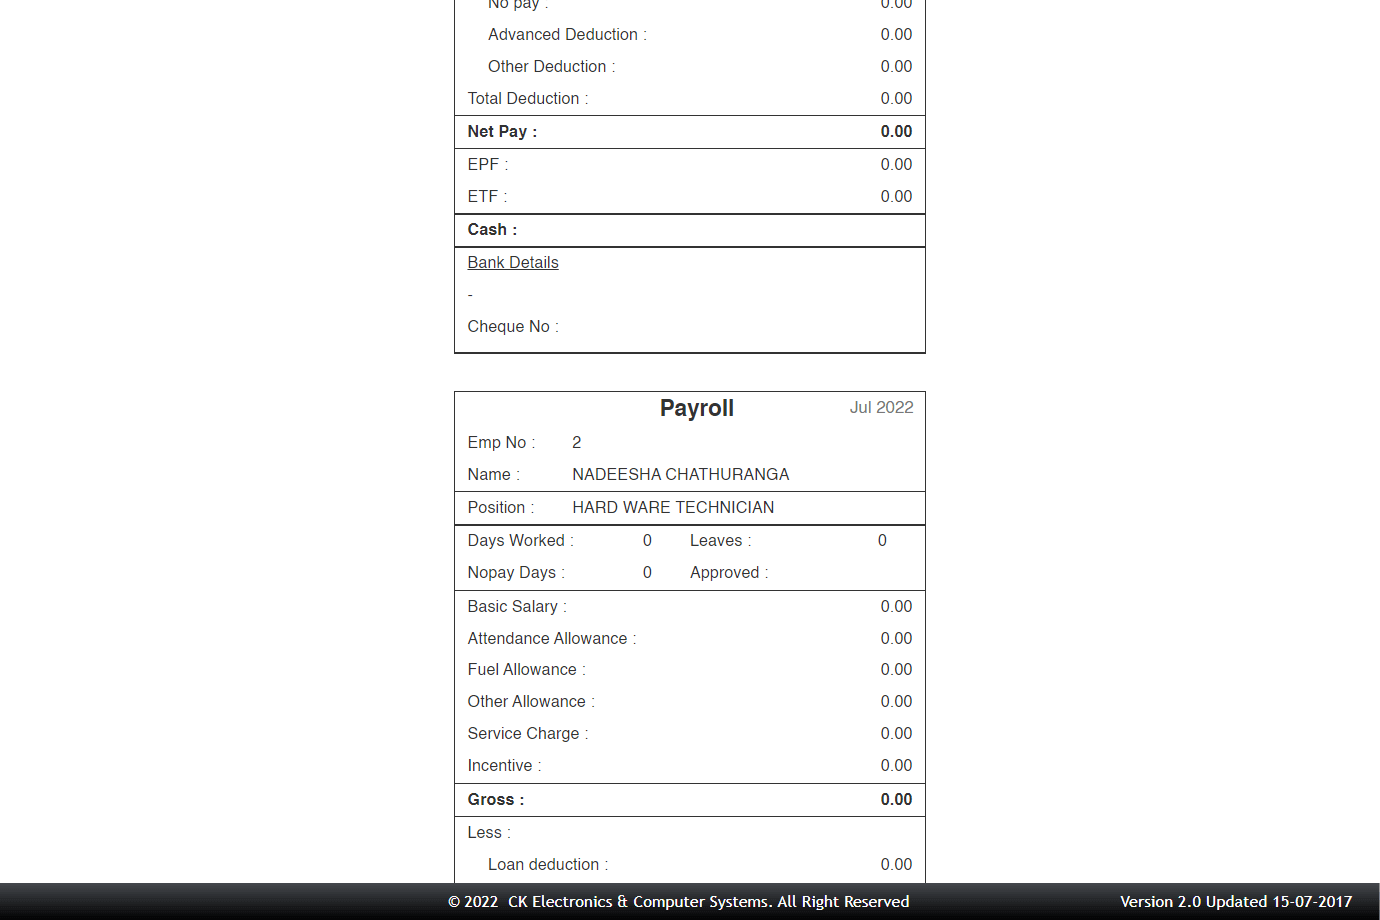 No pay : 0.00
Advanced Deduction : 0.00
Other Deduction : 0.00
Total Deduction : 0.00
Net Pay : 0.00
EPF : 0.00
ETF : 0.00
Cash :
Bank Details
-
Cheque No :
Payroll Jul 2022
Emp No : 2
Name : NADEESHA CHATHURANGA
Position : HARD WARE TECHNICIAN
Days Worked : 0 Leaves : 0
Nopay Days : 0 Approved :
Basic Salary : 0.00
Attendance Allowance : 0.00
Fuel Allowance : 0.00
Other Allowance : 0.00
Service Charge : 0.00
Incentive : 0.00
Gross : 0.00
Less :
Loan deduction : 0.00
© 2022 CK Electronics & Computer Systems. All Right Reserved Version 2.0 Updated 15-07-2017